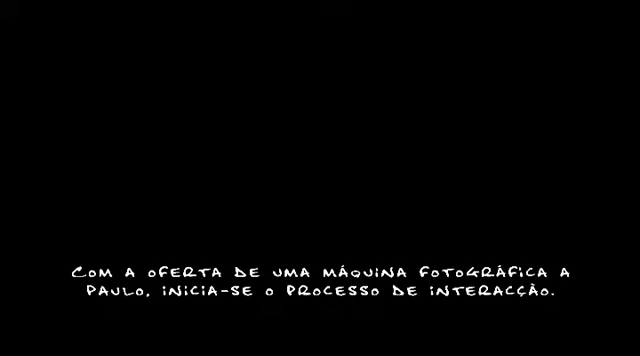 Com a oferta de uma máquina fotográfica a
Paulo, inicia-se o processo de interacção.